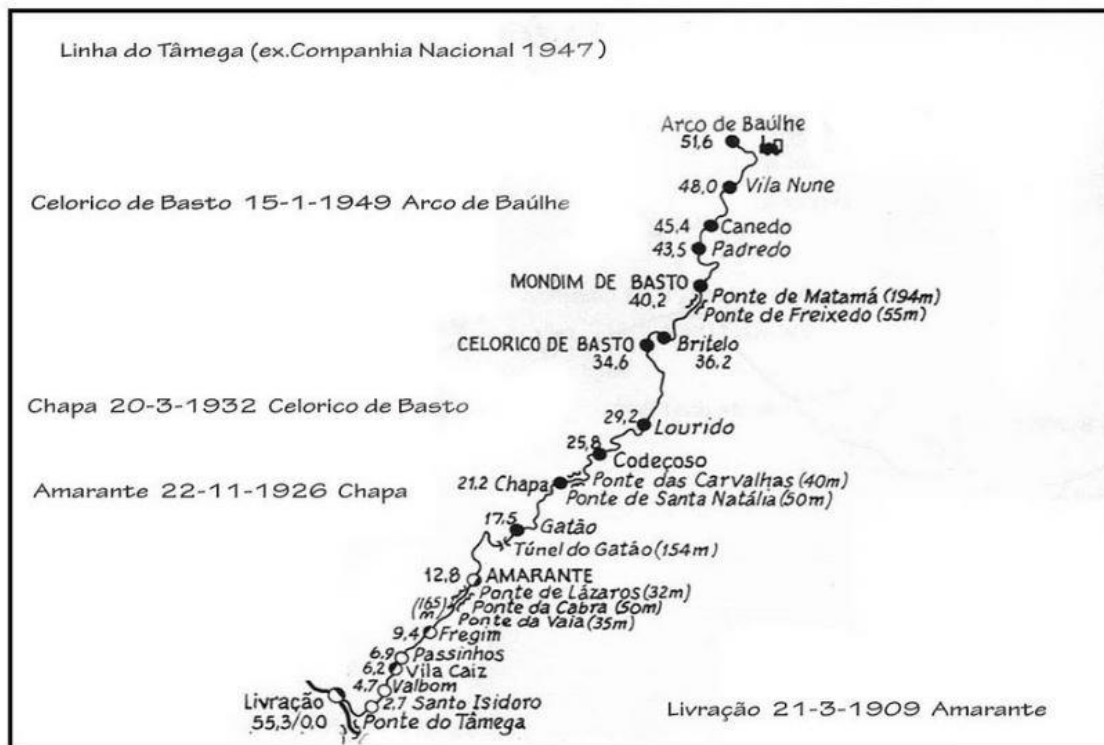 Linha do Tâmega (ex.Companhia Nacional 1947)
Arco de Baúlhe
51,6
48,0 Vila Nune
Celorico de Basto 15-1-1949 Arco de Baúlhe
45,4 Canedo
43,5 Padredo
MONDIM DE BASTO
40,2
Ponte de Matamá (194m)
Ponte de Freixedo (55m)
CELORICO DE BASTO
34,6
Britelo
36,2
Chapa 20-3-1932 Celorico de Basto
29,2 Lourido
25,8
Codeçoso
Amarante 22-11-1926 Chapa
21,2 Chapa
Ponte das Carvalhas (40m)
Ponte de Santa Natália (50m)
17,5 Gatão
Túnel do Gatão (154m)
12,8 AMARANTE
Ponte de Lázaros (32m)
(165)
m
Ponte da Cabra (50m)
Ponte da Vaia (35m)
9,4 Fregim
6,9 Passinhos
6,2 Vila Caiz
4,7 Valbom
Livração
55,3/0,0
2,7 Santo Isidoro
Ponte do Tâmega
Livração 21-3-1909 Amarante